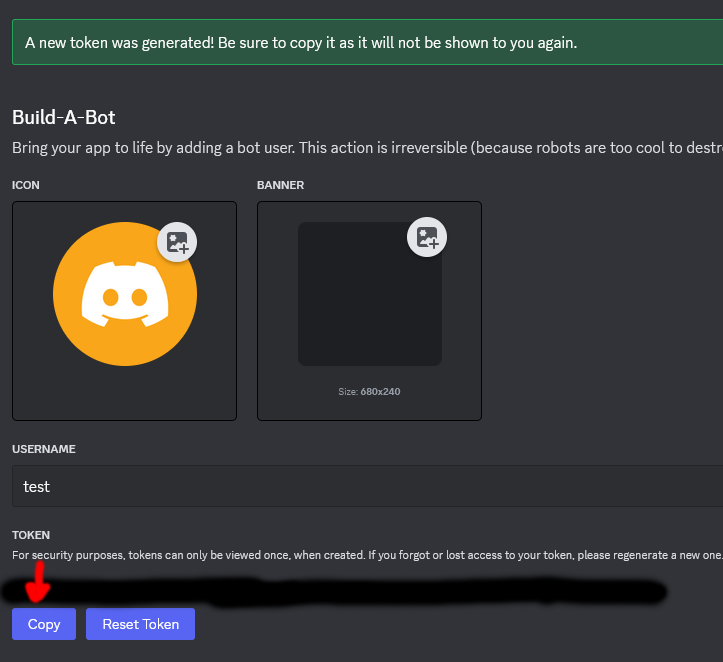 A new token was generated! Be sure to copy it as it will not be shown to you again.
Build-A-Bot
Bring your app to life by adding a bot user. This action is irreversible (because robots are too cool to destr
ICON
BANNER
Size: 680x240
USERNAME
test
TOKEN
For security purposes, tokens can only be viewed once, when created. If you forgot or lost access to your token, please regenerate a new one.
Copy
Reset Token